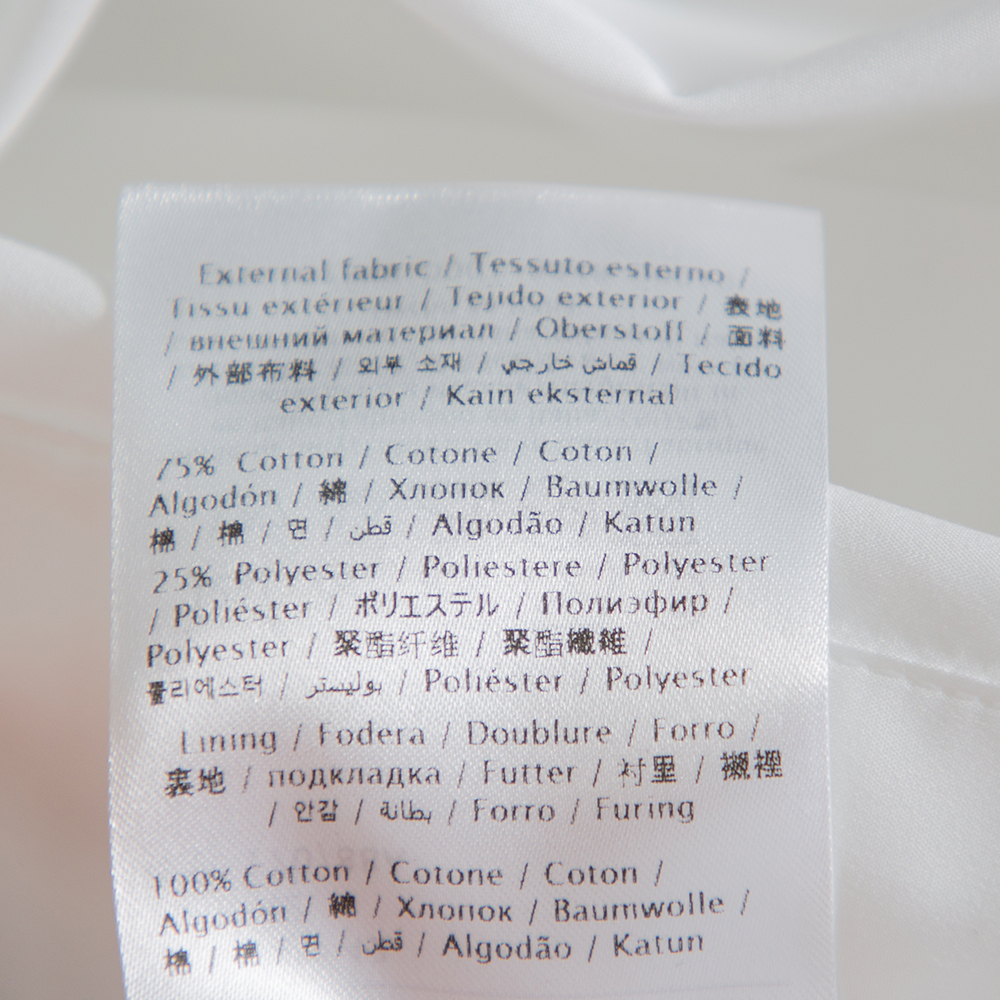 External fabric / Tessuto esterno /
Tissu extérieur / Tejido exterior / 表地
/ внешний материал / Oberstoff / 面料
/ 外部布料 / 외부 소재 / قماش خارجي / Tecido
exterior / Kain eksternal
75% Cotton / Cotone / Coton /
Algodón / 綿 / Хлопок / Baumwolle /
棉 / 棉 / 면 / قطن / Algodão / Katun
25% Polyester / Poliestere / Polyester
/ Poliéster / ポリエステル / Полиэфир /
Polyester / 聚酯纤维 / 聚酯纖維 /
폴리에스터 / بوليستر / Poliéster / Polyester
Lining / Fodera / Doublure / Forro /
裏地 / подкладка / Futter / 衬里 / 襯裡
/ 안감 / بطانة / Forro / Furing
100% Cotton / Cotone / Coton /
Algodón / 綿 / Хлопок / Baumwolle /
棉 / 棉 / 면 / قطن / Algodão / Katun